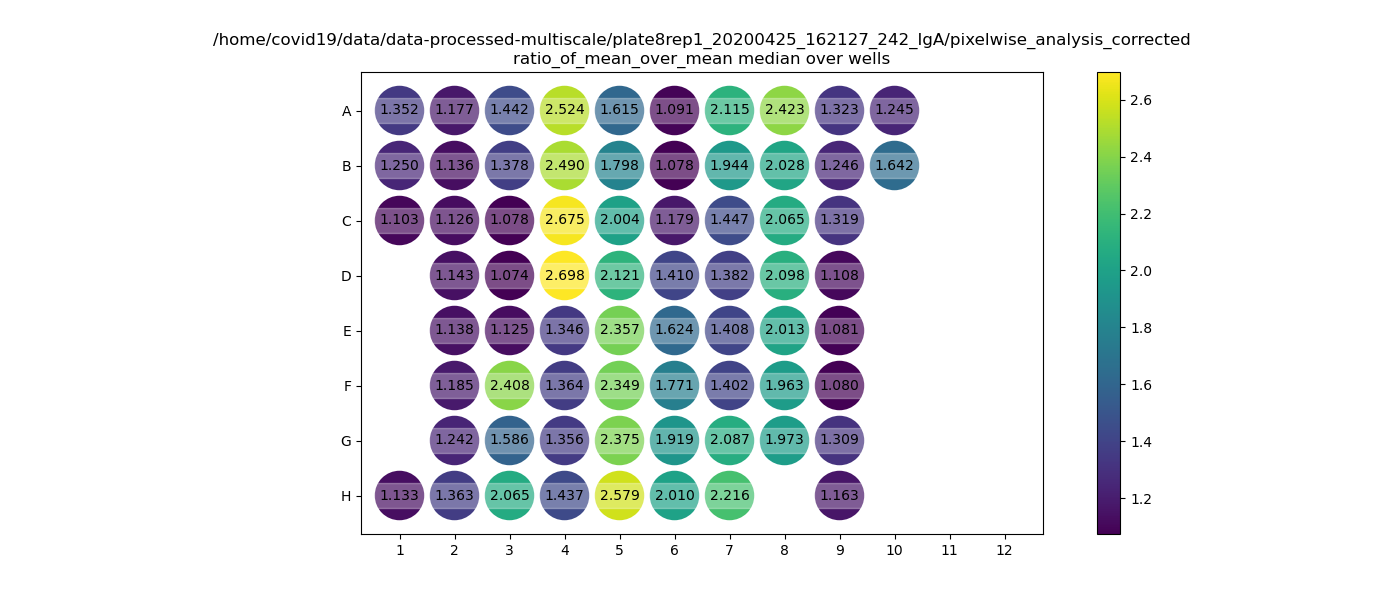 /home/covid19/data/data-processed-multiscale/plate8rep1_20200425_162127_242_IgA/pixelwise_analysis_corrected
ratio_of_mean_over_mean median over wells
A 1.352 1.177 1.442 2.524 1.615 1.091 2.115 2.423 1.323 1.245
B 1.250 1.136 1.378 2.490 1.798 1.078 1.944 2.028 1.246 1.642
C 1.103 1.126 1.078 2.675 2.004 1.179 1.447 2.065 1.319
D 1.143 1.074 2.698 2.121 1.410 1.382 2.098 1.108
E 1.138 1.125 1.346 2.357 1.624 1.408 2.013 1.081
F 1.185 2.408 1.364 2.349 1.771 1.402 1.963 1.080
G 1.242 1.586 1.356 2.375 1.919 2.087 1.973 1.309
H 1.133 1.363 2.065 1.437 2.579 2.010 2.216 1.163
1 2 3 4 5 6 7 8 9 10 11 12
2.6
2.4
2.2
2.0
1.8
1.6
1.4
1.2